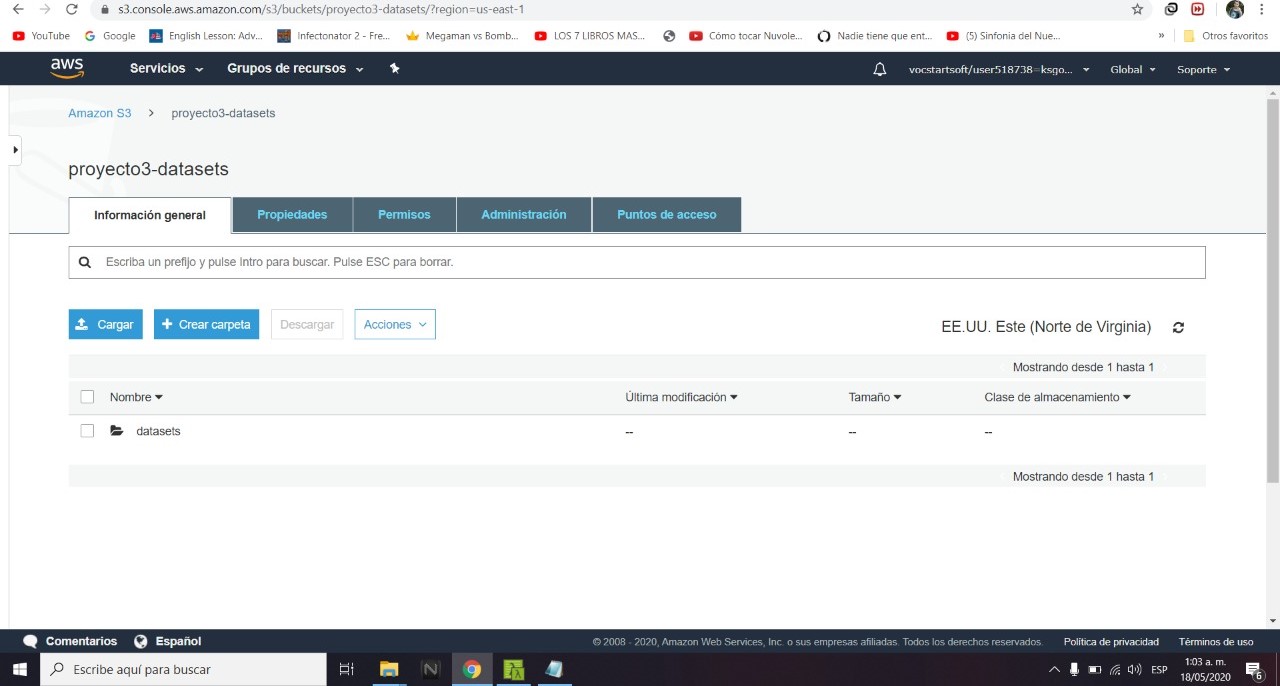 s3.console.aws.amazon.com/s3/buckets/proyecto3-datasets/?region=us-east-1
YouTube Google English Lesson: Adv... Infectonator 2 - Fre... Megaman vs Bomb... LOS 7 LIBROS MAS... Cómo tocar Nuvole... Nadie tiene que ent... (5) Sinfonia del Nue... » Otros favoritos
aws Servicios Grupos de recursos vocstartsoft/user518738=ksgo... Global Soporte
Amazon S3 > proyecto3-datasets
proyecto3-datasets
Información general Propiedades Permisos Administración Puntos de acceso
Escriba un prefijo y pulse Intro para buscar. Pulse ESC para borrar.
Cargar + Crear carpeta Descargar Acciones EE.UU. Este (Norte de Virginia)
Mostrando desde 1 hasta 1
Nombre Última modificación Tamaño Clase de almacenamiento
datasets -- -- --
Mostrando desde 1 hasta 1
Comentarios Español © 2008 - 2020, Amazon Web Services, Inc. o sus empresas afiliadas. Todos los derechos reservados. Política de privacidad Términos de uso
Escribe aquí para buscar N ESP 1:03 a. m. 6
18/05/2020